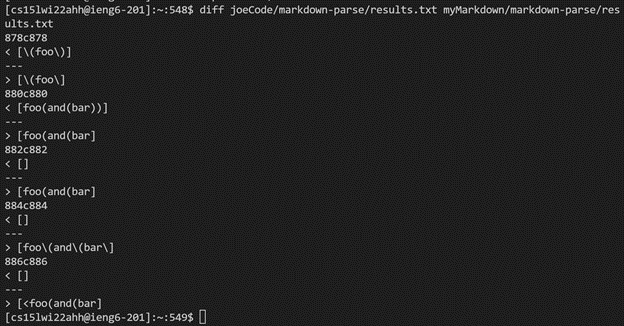 [cs15lwi22ahh@ieng6-201]:~:548$ diff joeCode/markdown-parse/results.txt myMarkdown/markdown-parse/res
ults.txt
878c878
< [\(foo\)]
---
> [\(foo\]
880c880
< [foo(and(bar))]
---
> [foo(and(bar]
882c882
< []
---
> [foo(and(bar]
884c884
< []
---
> [foo\(and\(bar\]
886c886
< []
---
> [<foo(and(bar]
[cs15lwi22ahh@ieng6-201]:~:549$